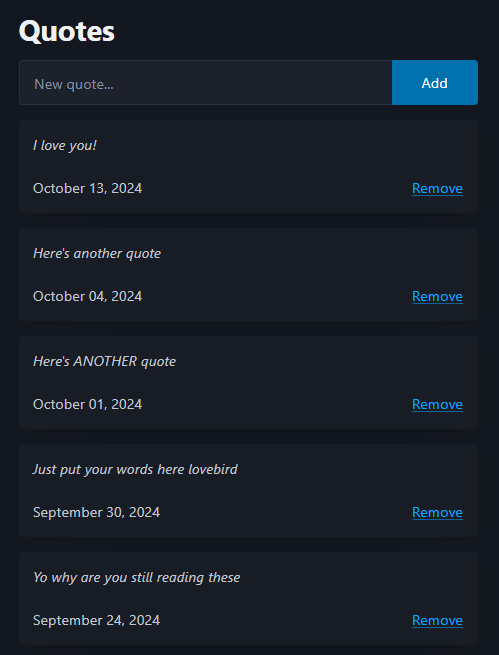 Quotes
New quote...
Add
I love you!
October 13, 2024
Remove
Here's another quote
October 04, 2024
Remove
Here's ANOTHER quote
October 01, 2024
Remove
Just put your words here lovebird
September 30, 2024
Remove
Yo why are you still reading these
September 24, 2024
Remove